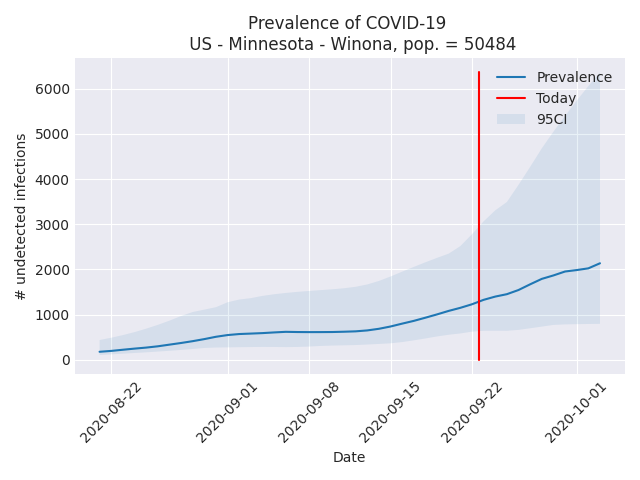 Prevalence of COVID-19
US - Minnesota - Winona, pop. = 50484
Prevalence
Today
95CI
6000
5000
4000
3000
2000
1000
0
# undetected infections
2020-08-22
2020-09-01
2020-09-08
2020-09-15
2020-09-22
2020-10-01
Date